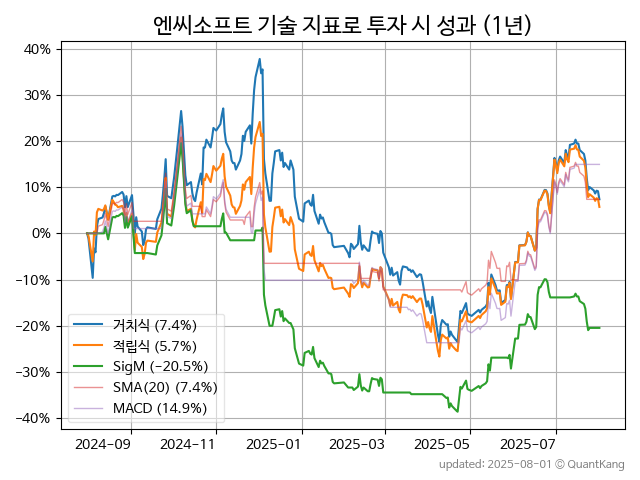 엔씨소프트 기술 지표로 투자 시 성과 (1년)
40%
30%
20%
10%
0%
−10%
−20%
−30%
−40%
거치식 (7.4%)
적립식 (5.7%)
SigM (−20.5%)
SMA(20) (7.4%)
MACD (14.9%)
2024-09 2024-11 2025-01 2025-03 2025-05 2025-07
updated: 2025-08-01 © QuantKang